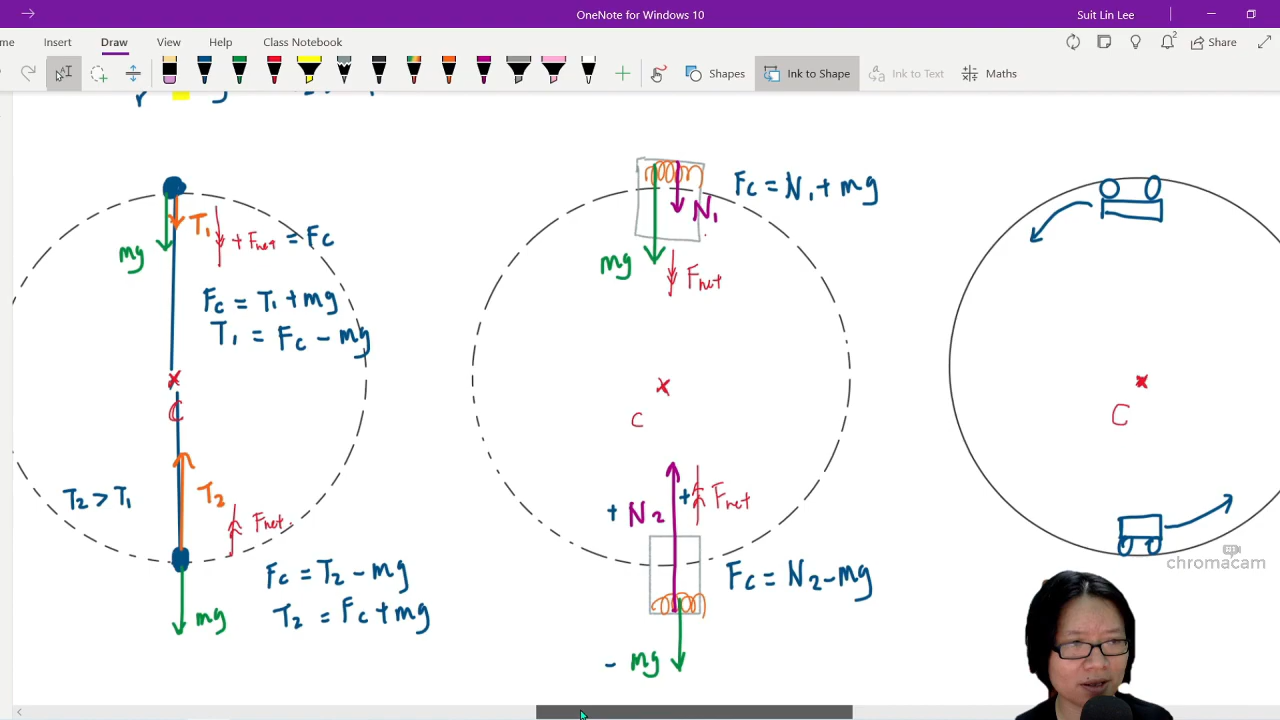 OneNote for Windows 10
Suit Lin Lee
me
Insert
Draw
View
Help
Class Notebook
Share
Shapes
Ink to Shape
Ink to Text
Maths
T₁
mg
+ Fnet = Fc
Fc = T₁ + mg
T₁ = Fc - mg
C
T₂ > T₁
T₂
Fnet
Fc = T₂ - mg
T₂ = Fc + mg
mg
Fc = N₁ + mg
N₁
mg
Fnet
C
+ N₂
+ Fnet
Fc = N₂ - mg
- mg
C
chromacam